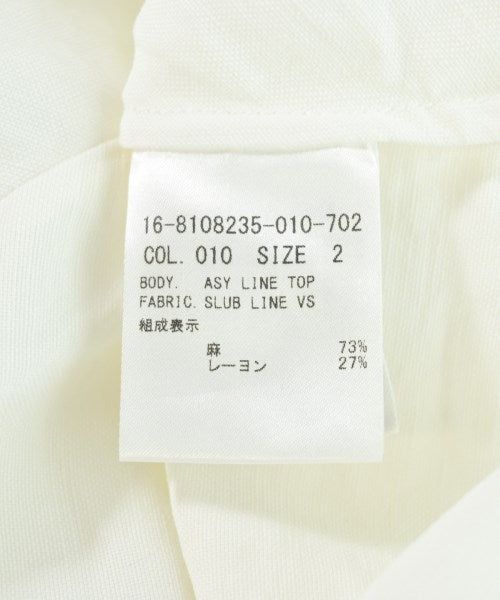 16-8108235-010-702
COL. 010 SIZE 2
BODY. ASY LINE TOP
FABRIC. SLUB LINE VS
組成表示
麻 73%
レーヨン 27%